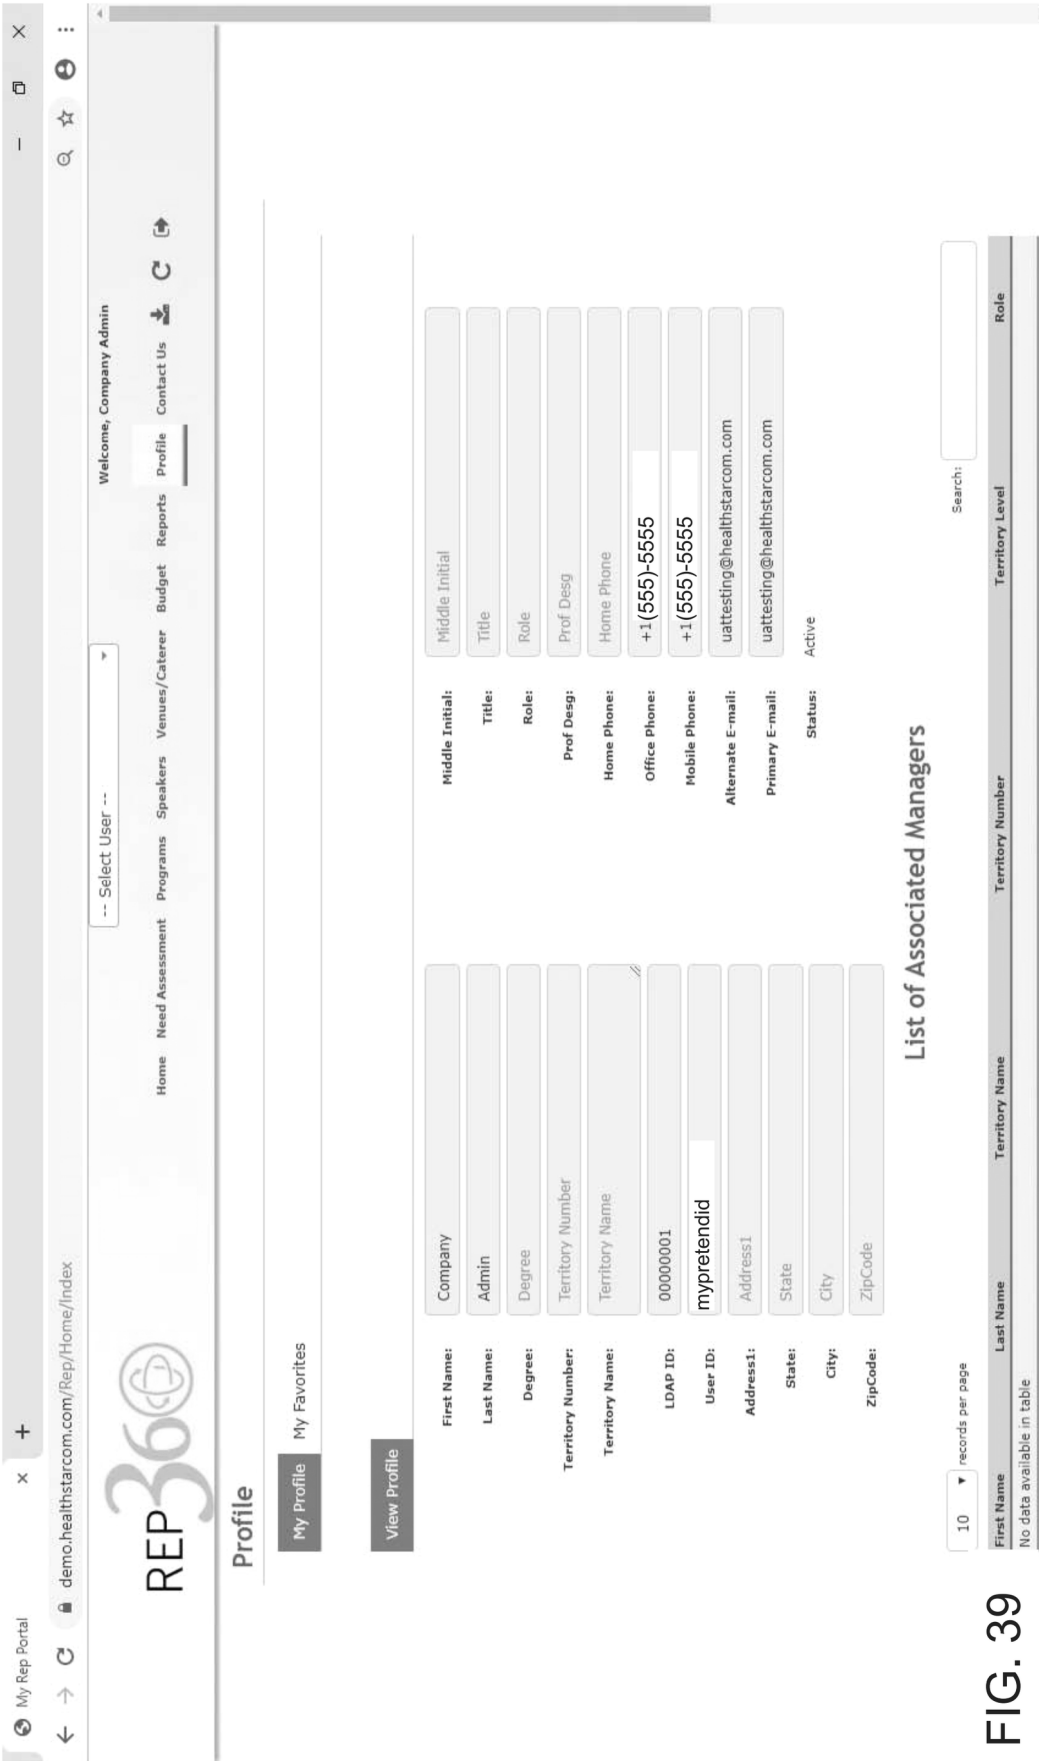 My Rep Portal
demo.healthstarcom.com/Rep/Home/Index
-- Select User --
Welcome, Company Admin
REP360
Home Need Assessment Programs Speakers Venues/Caterer Budget Reports Profile Contact Us
Profile
My Profile My Favorites
View Profile
First Name: Company Middle Initial: Middle Initial
Last Name: Admin Title: Title
Degree: Degree Role: Role
Territory Number: Territory Number Prof Desg: Prof Desg
Territory Name: Territory Name Home Phone: Home Phone
Office Phone: +1(555)-5555
LDAP ID: 00000001 Mobile Phone: +1(555)-5555
User ID: mypretendid Alternate E-mail: uattesting@healthstarcom.com
Address1: Address1 Primary E-mail: uattesting@healthstarcom.com
State: State Status: Active
City: City
ZipCode: ZipCode
List of Associated Managers
10 records per page Search:
First Name Last Name Territory Name Territory Number Territory Level Role
No data available in table
FIG. 39